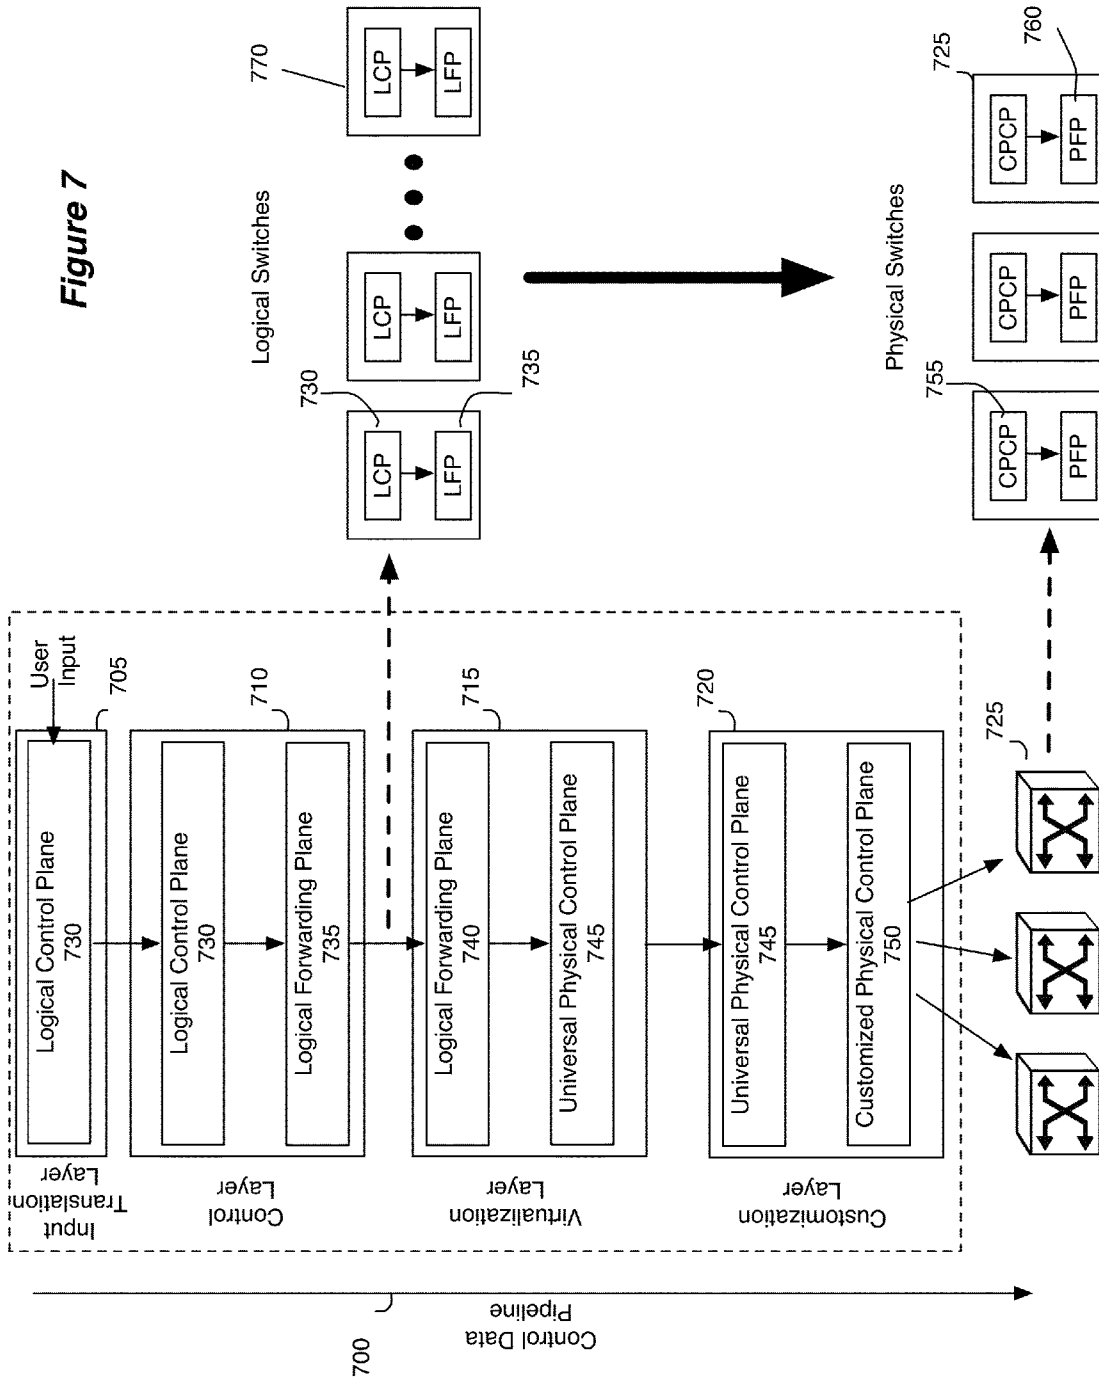 Figure 7
Control Data
Pipeline
700
Input
Translation
Layer
Logical Control Plane
730
User
Input
705
Control
Layer
Logical Control Plane
730
Logical Forwarding Plane
735
710
Virtualization
Layer
Logical Forwarding Plane
740
Universal Physical Control Plane
745
715
Customization
Layer
Universal Physical Control Plane
745
Customized Physical Control Plane
750
720
725
Logical Switches
730
LCP
LFP
735
LCP
LFP
770
LCP
LFP
Physical Switches
755
CPCP
PFP
CPCP
PFP
725
CPCP
PFP
760